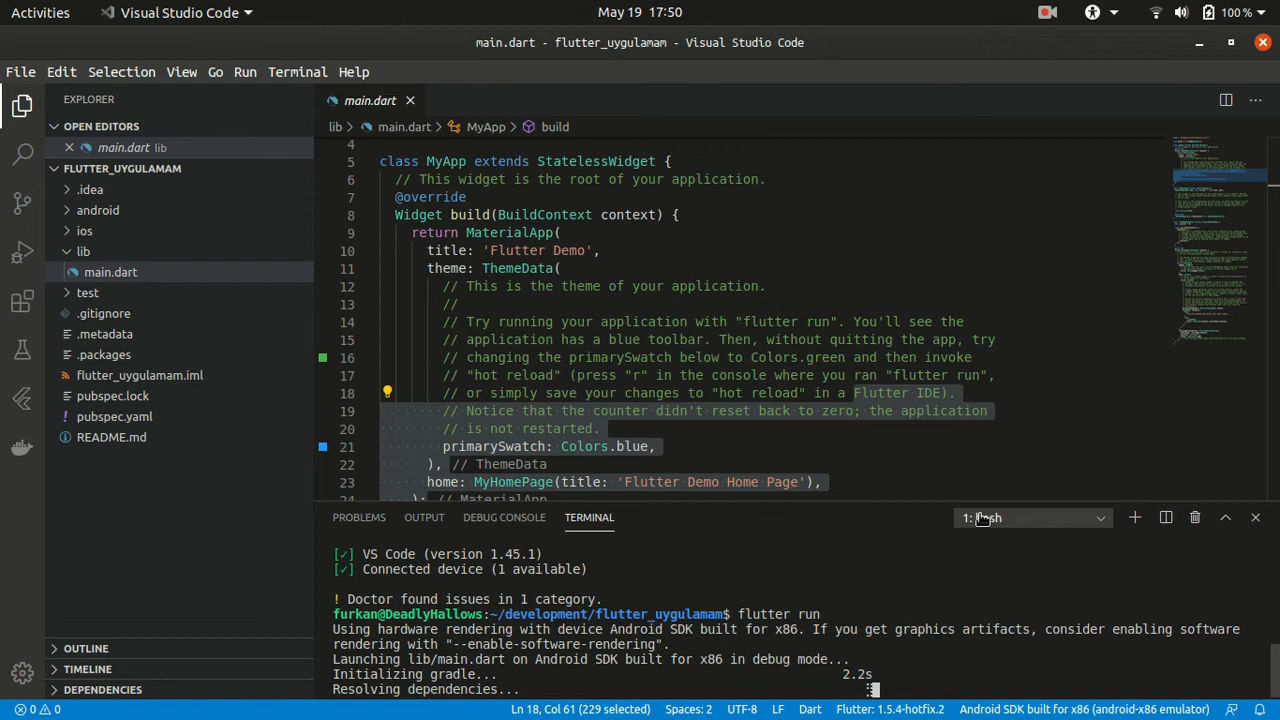 Activities
Visual Studio Code
May 19 17:50
100 %
main.dart - flutter_uygulamam - Visual Studio Code
File Edit Selection View Go Run Terminal Help
EXPLORER
OPEN EDITORS
main.dart lib
FLUTTER_UYGULAMAM
.idea
android
ios
lib
main.dart
test
.gitignore
.metadata
.packages
flutter_uygulamam.iml
pubspec.lock
pubspec.yaml
README.md
OUTLINE
TIMELINE
DEPENDENCIES
main.dart
lib > main.dart > MyApp > build
4
5 class MyApp extends StatelessWidget {
6 // This widget is the root of your application.
7 @override
8 Widget build(BuildContext context) {
9 return MaterialApp(
10 title: 'Flutter Demo',
11 theme: ThemeData(
12 // This is the theme of your application.
13 //
14 // Try running your application with "flutter run". You'll see the
15 // application has a blue toolbar. Then, without quitting the app, try
16 // changing the primarySwatch below to Colors.green and then invoke
17 // "hot reload" (press "r" in the console where you ran "flutter run",
18 // or simply save your changes to "hot reload" in a Flutter IDE).
19 // Notice that the counter didn't reset back to zero; the application
20 // is not restarted.
21 primarySwatch: Colors.blue,
22 ), // ThemeData
23 home: MyHomePage(title: 'Flutter Demo Home Page'),
24 ); // MaterialApp
PROBLEMS OUTPUT DEBUG CONSOLE TERMINAL
1: bash
[✓] VS Code (version 1.45.1)
[✓] Connected device (1 available)
! Doctor found issues in 1 category.
furkan@DeadlyHallows:~/development/flutter_uygulamam$ flutter run
Using hardware rendering with device Android SDK built for x86. If you get graphics artifacts, consider enabling software
rendering with "--enable-software-rendering".
Launching lib/main.dart on Android SDK built for x86 in debug mode...
Initializing gradle... 2.2s
Resolving dependencies...
0 0
Ln 18, Col 61 (229 selected) Spaces: 2 UTF-8 LF Dart Flutter: 1.5.4-hotfix.2 Android SDK built for x86 (android-x86 emulator)